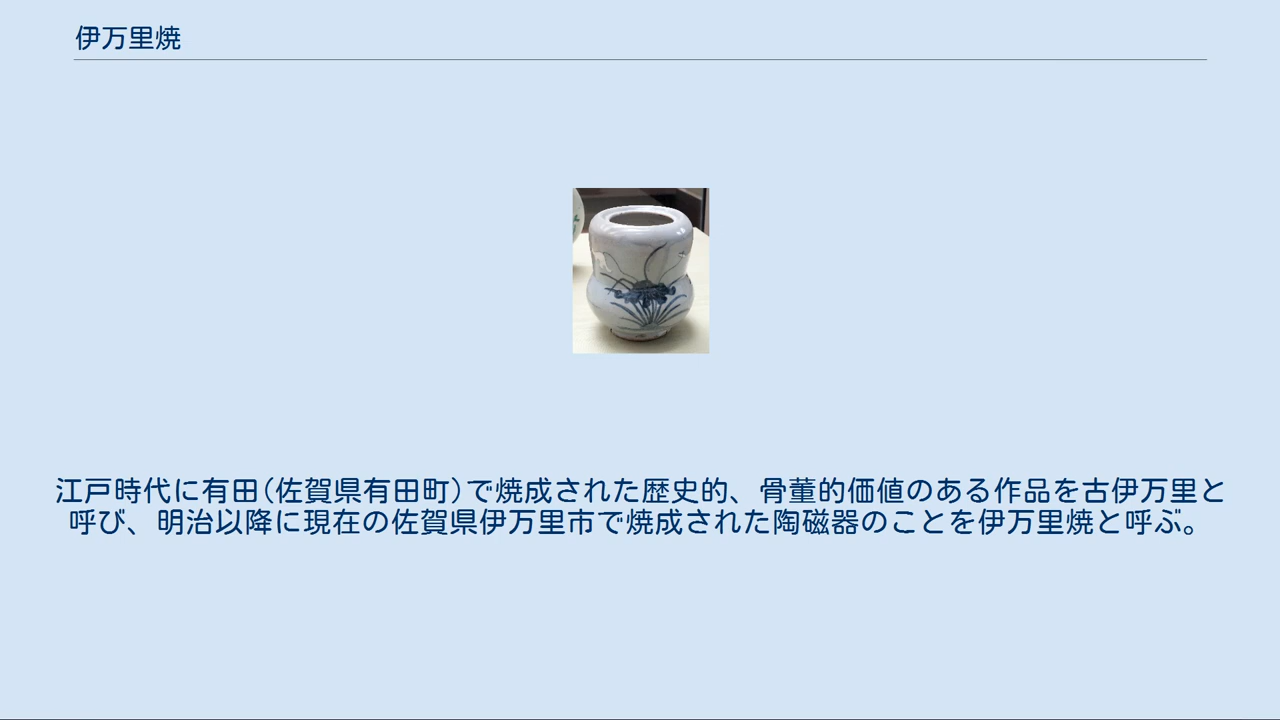 伊万里焼
江戸時代に有田(佐賀県有田町)で焼成された歴史的、骨董的価値のある作品を古伊万里と
呼び、明治以降に現在の佐賀県伊万里市で焼成された陶磁器のことを伊万里焼と呼ぶ。